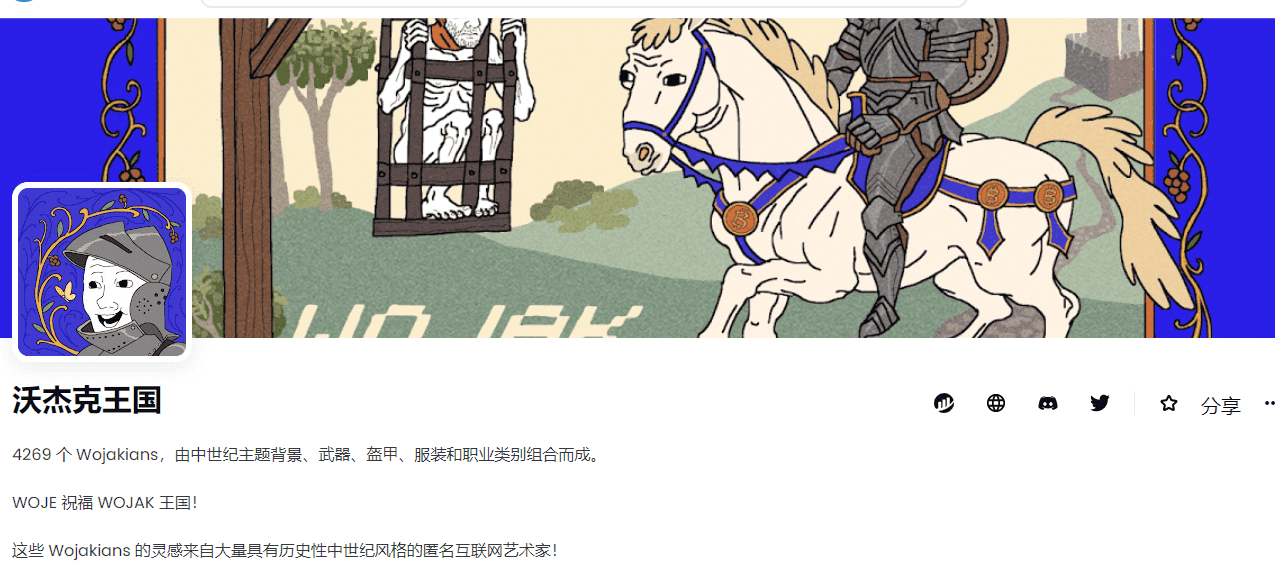 WOJAK
沃杰克王国
分享
4269 个 Wojakians，由中世纪主题背景、武器、盔甲、服装和职业类别组合而成。
WOJE 祝福 WOJAK 王国！
这些 Wojakians 的灵感来自大量具有历史性中世纪风格的匿名互联网艺术家！